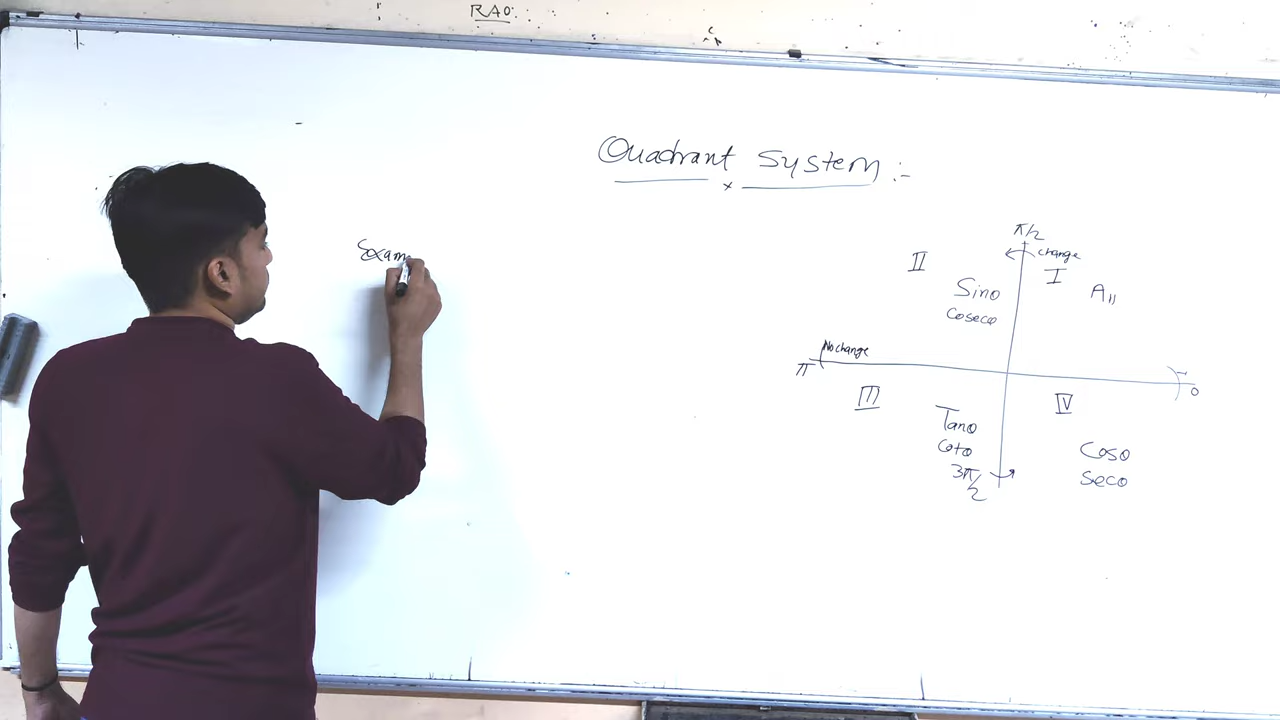 RAO
Quadrant System :-
Exam
π/2
change
II
I
Sinθ
Cosecθ
All
No change
π
0
III
IV
Tanθ
Cotθ
3π/2
Cosθ
Secθ